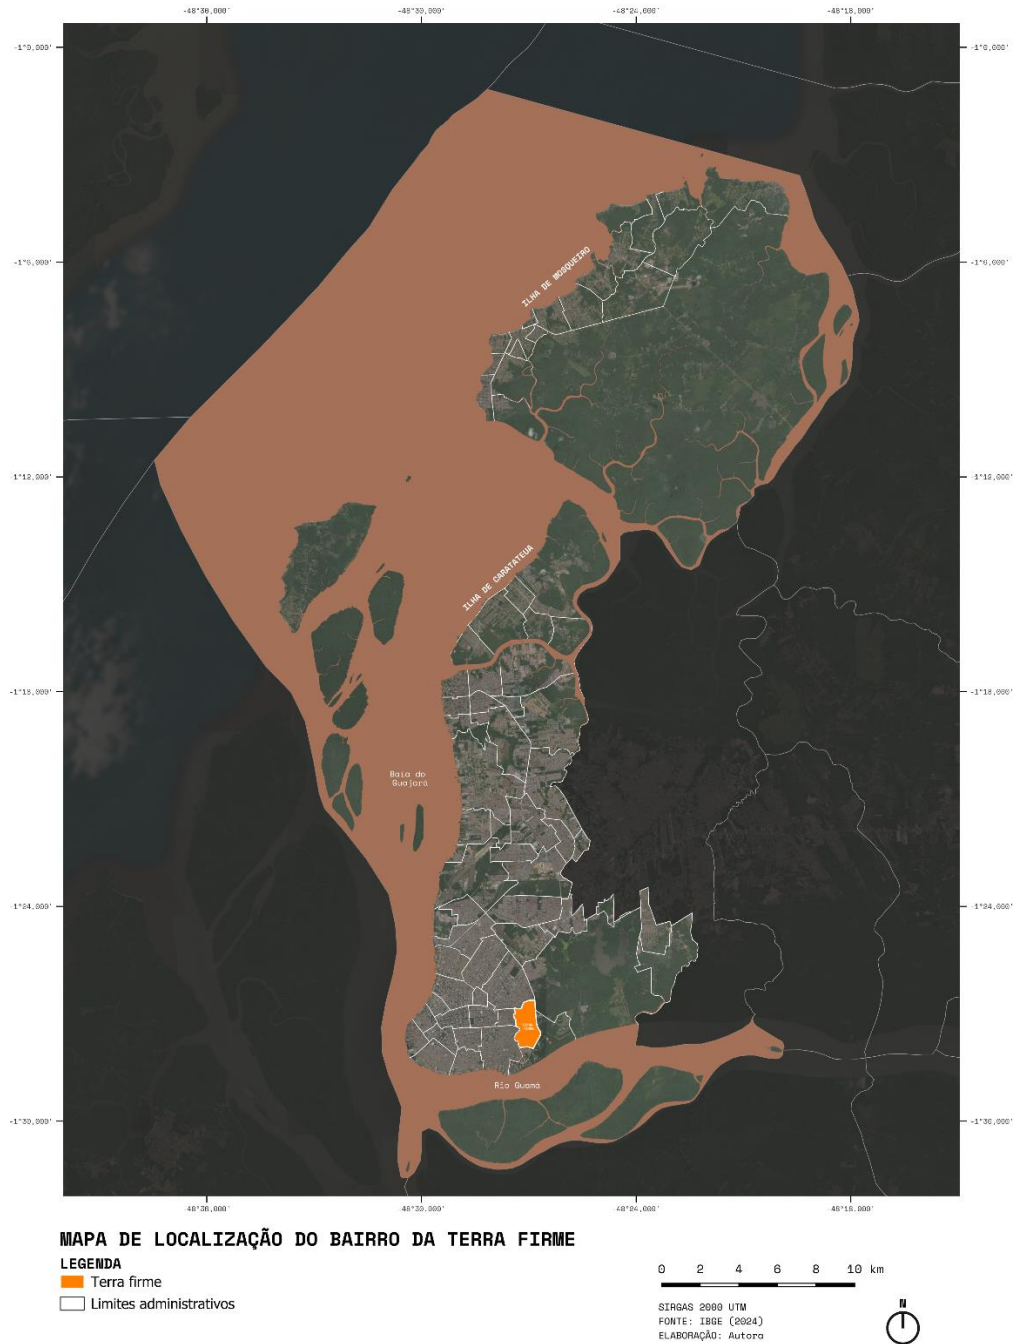 -48°36,000' -48°30,000' -48°24,000' -48°18,000'
-1°0,000' -1°0,000'
ILHA DE MOSQUEIRO
-1°6,000' -1°6,000'
-1°12,000' -1°12,000'
ILHA DE CARATATEUA
-1°18,000' -1°18,000'
Baía do
Guajará
-1°24,000' -1°24,000'
Rio Guamá
-1°30,000' -1°30,000'
-48°36,000' -48°30,000' -48°24,000' -48°18,000'
MAPA DE LOCALIZAÇÃO DO BAIRRO DA TERRA FIRME
LEGENDA
Terra firme
Limites administrativos
0 2 4 6 8 10 km
SIRGAS 2000 UTM
FONTE: IBGE (2024)
ELABORAÇÃO: Autora
N